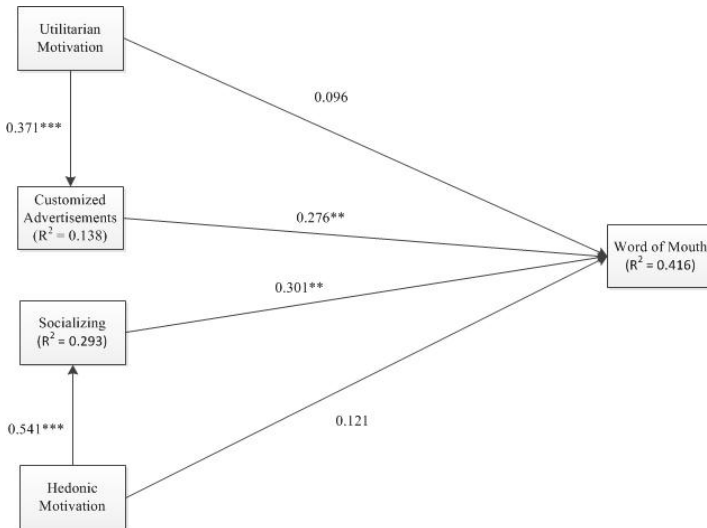 Utilitarian
Motivation
0.096
0.371***
Customized
Advertisements
(R² = 0.138)
0.276**
Word of Mouth
(R² = 0.416)
0.301**
Socializing
(R² = 0.293)
0.541***
0.121
Hedonic
Motivation